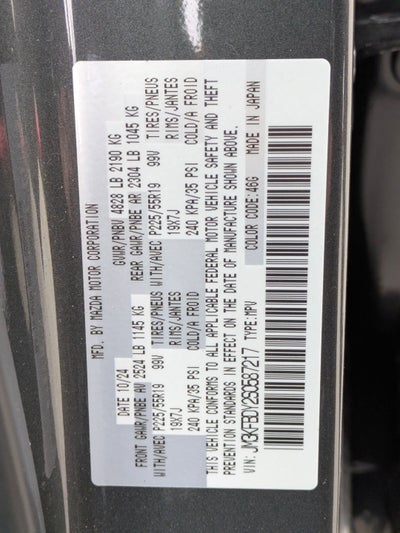 MFD. BY MAZDA MOTOR CORPORATION
DATE 10/24 GVWR/PNBV 4828 LB 2190 KG
FRONT GAWR/PNBE AV 2524 LB 1145 KG REAR GAWR/PNBE AR 2304 LB 1045 KG
WITH/AVEC P225/55R19 99V TIRES/PNEUS WITH/AVEC P225/55R19 99V TIRES/PNEUS
19X7J RIMS/JANTES 19X7J RIMS/JANTES
240 KPA/35 PSI COLD/A FROID 240 KPA/35 PSI COLD/A FROID
THIS VEHICLE CONFORMS TO ALL APPLICABLE FEDERAL MOTOR VEHICLE SAFETY AND THEFT
PREVENTION STANDARDS IN EFFECT ON THE DATE OF MANUFACTURE SHOWN ABOVE.
VIN: JM3KFBDY2S0587217 TYPE:MPV COLOR CODE:46G MADE IN JAPAN